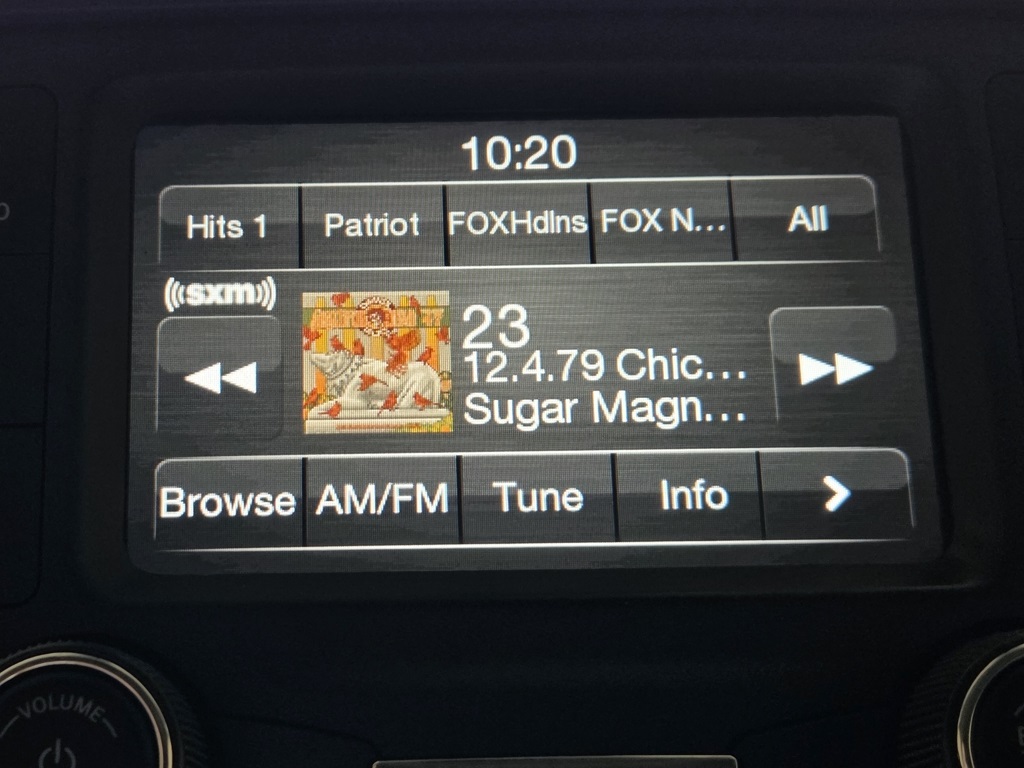 10:20
Hits 1 Patriot FOXHdlns FOX N... All
((sxm))
23
12.4.79 Chic...
Sugar Magn...
Browse AM/FM Tune Info >
VOLUME